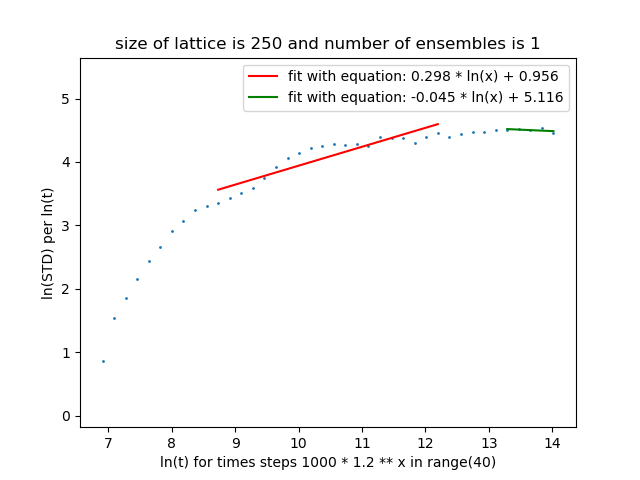 size of lattice is 250 and number of ensembles is 1
fit with equation: 0.298 * ln(x) + 0.956
fit with equation: -0.045 * ln(x) + 5.116
5
4
3
2
1
0
ln(STD) per ln(t)
7 8 9 10 11 12 13 14
ln(t) for times steps 1000 * 1.2 ** x in range(40)